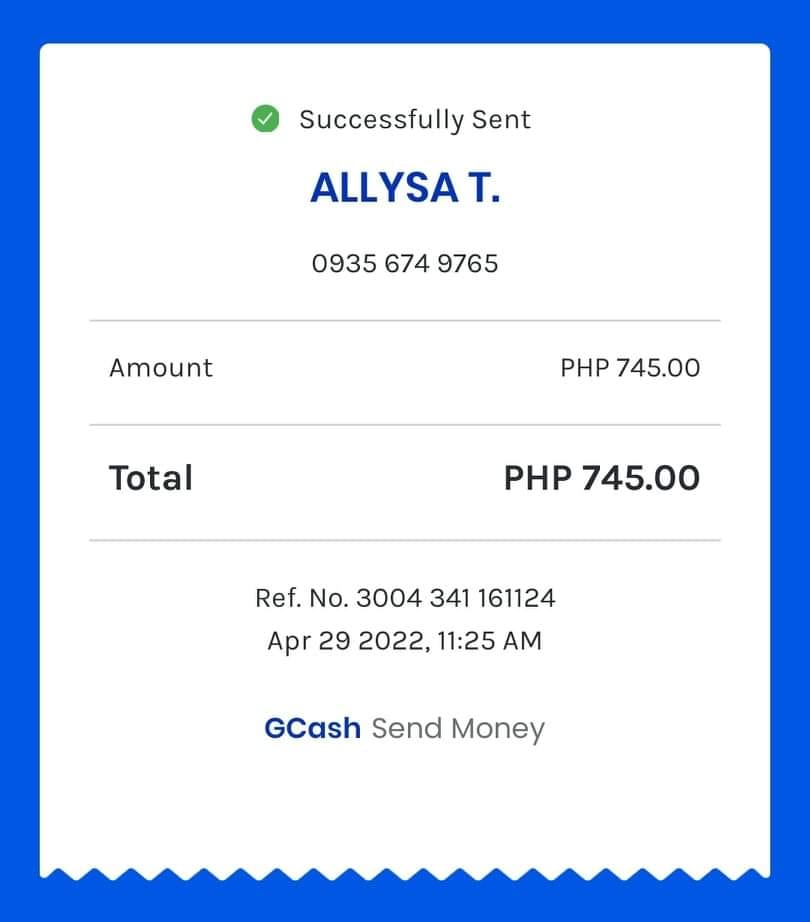 Successfully Sent
ALLYSA T.
0935 674 9765
Amount PHP 745.00
Total PHP 745.00
Ref. No. 3004 341 161124
Apr 29 2022, 11:25 AM
GCash Send Money